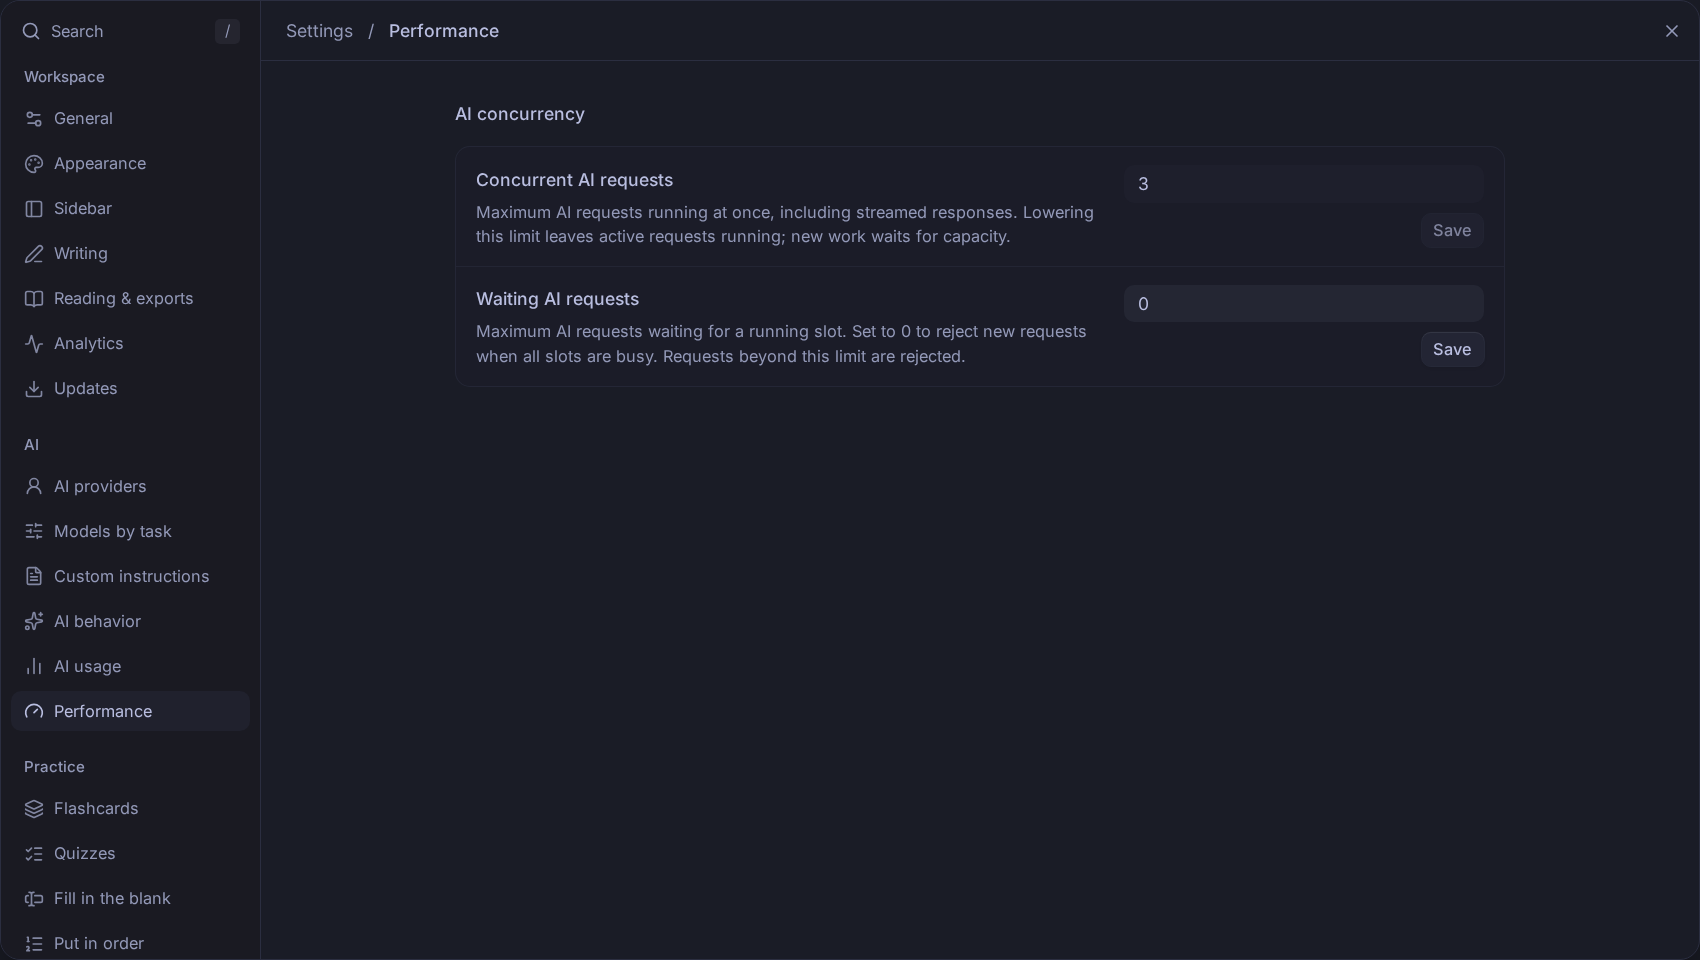 Search
/
Workspace
General
Appearance
Sidebar
Writing
Reading & exports
Analytics
Updates
AI
AI providers
Models by task
Custom instructions
AI behavior
AI usage
Performance
Practice
Flashcards
Quizzes
Fill in the blank
Put in order
Settings / Performance
AI concurrency
Concurrent AI requests
Maximum AI requests running at once, including streamed responses. Lowering
this limit leaves active requests running; new work waits for capacity.
3
Save
Waiting AI requests
Maximum AI requests waiting for a running slot. Set to 0 to reject new requests
when all slots are busy. Requests beyond this limit are rejected.
0
Save